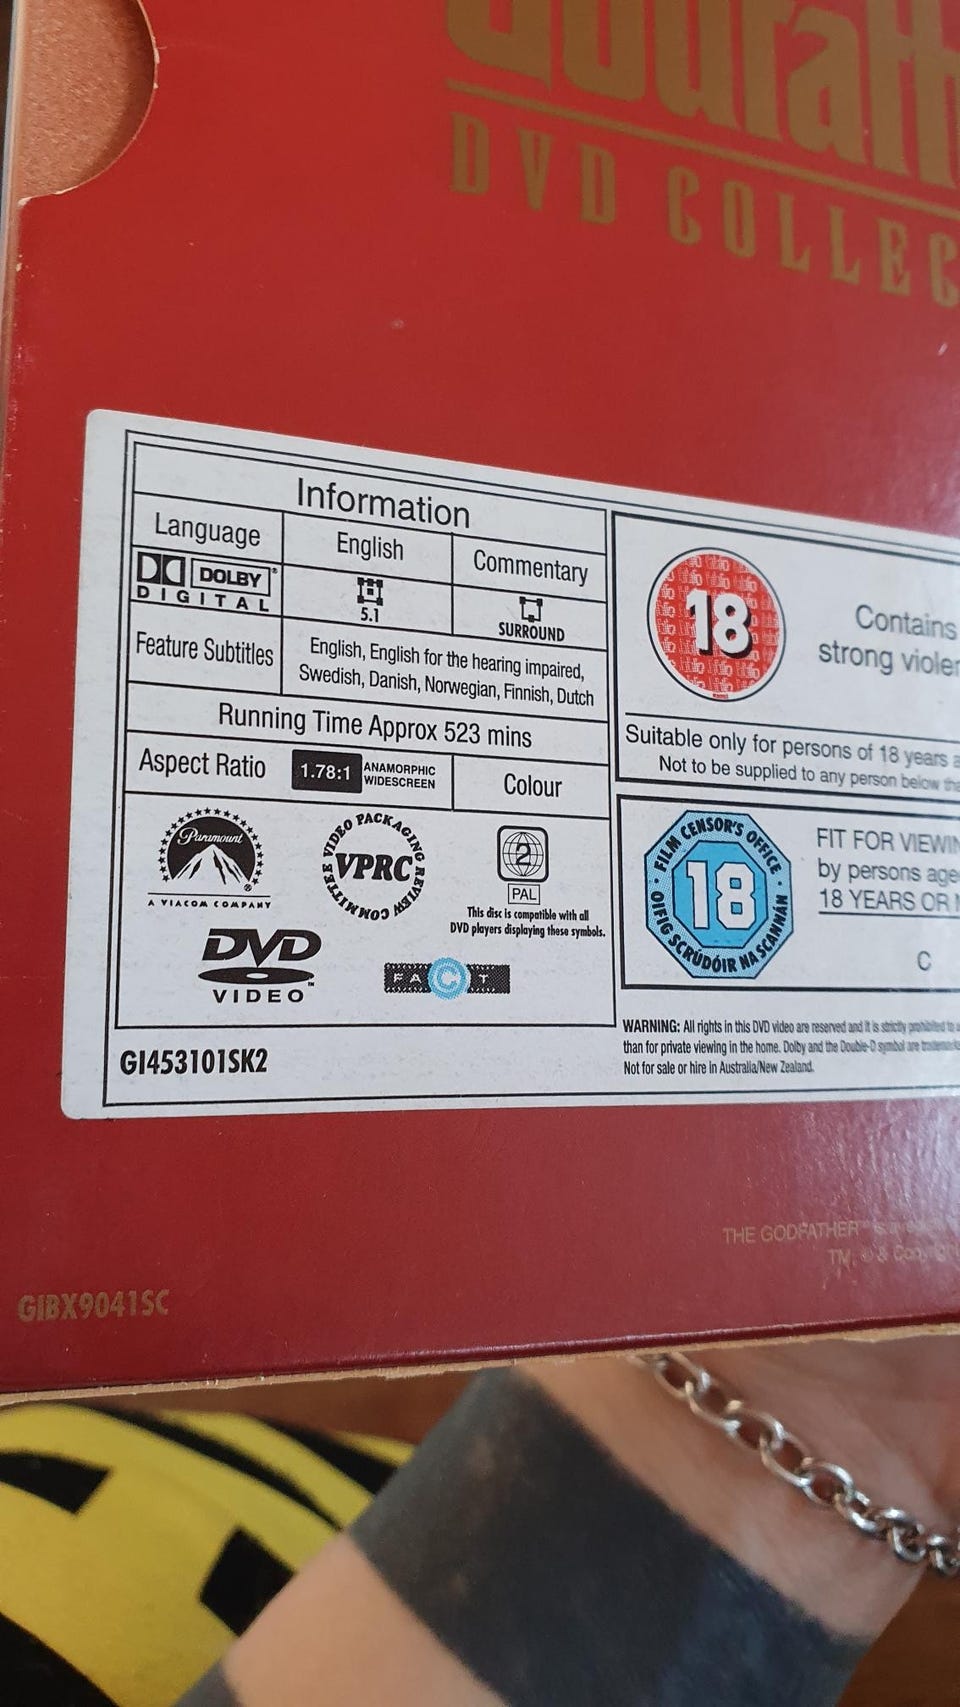 DVD COLLEC
Information
Language
English
Commentary
DOLBY
DIGITAL
5.1
SURROUND
Feature Subtitles
English, English for the hearing impaired,
Swedish, Danish, Norwegian, Finnish, Dutch
Running Time Approx 523 mins
Aspect Ratio
1.78:1
ANAMORPHIC
WIDESCREEN
Colour
Paramount
A VIACOM COMPANY
VIDEO PACKAGING REVIEW COMMITTEE
VPRC
2
PAL
This disc is compatible with all
DVD players displaying these symbols.
DVD
VIDEO
FACT
GI453101SK2
18
Contains
strong violen
Suitable only for persons of 18 years a
Not to be supplied to any person below tha
FILM CENSOR'S OFFICE
18
OIFIG SCRÚDÓIR NA SCANNÁN
FIT FOR VIEWIN
by persons age
18 YEARS OR
C
WARNING: All rights in this DVD video are reserved and it is strictly prohibited to
than for private viewing in the home. Dolby and the Double-D symbol are trademarks
Not for sale or hire in Australia/New Zealand.
THE GODFATHER™ is a
TM, ® & Copyright
GIBX9041SC